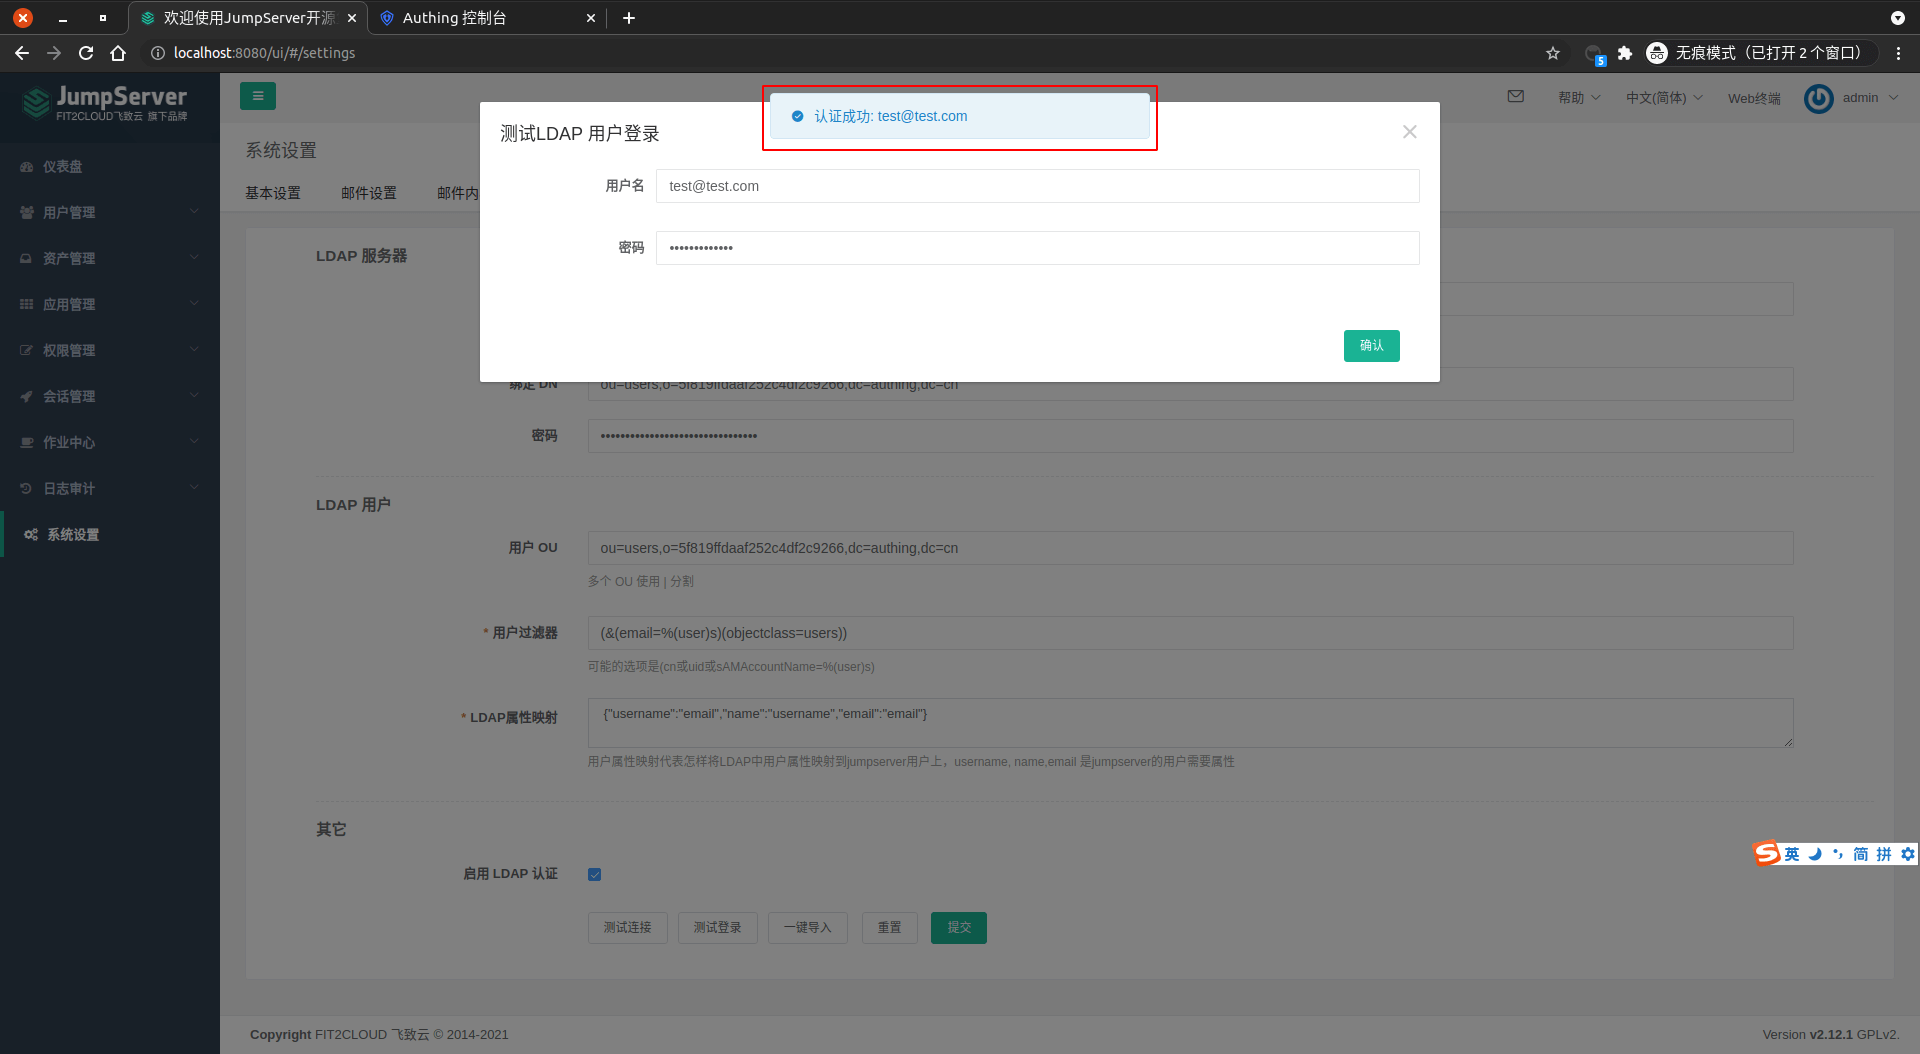 欢迎使用JumpServer开源
Authing 控制台
localhost:8080/ui/#/settings
5
无痕模式（已打开 2 个窗口）
JumpServer
FIT2CLOUD飞致云 旗下品牌
帮助
中文(简体)
Web终端
admin
认证成功: test@test.com
测试LDAP 用户登录
用户名
test@test.com
密码
•••••••••••••
确认
仪表盘
用户管理
资产管理
应用管理
权限管理
会话管理
作业中心
日志审计
系统设置
系统设置
基本设置
邮件设置
邮件内
LDAP 服务器
绑定 DN
ou=users,o=5f819ffdaaf252c4df2c9266,dc=authing,dc=cn
密码
••••••••••••••••••••••••••••••••
LDAP 用户
用户 OU
ou=users,o=5f819ffdaaf252c4df2c9266,dc=authing,dc=cn
多个 OU 使用 | 分割
* 用户过滤器
(&(email=%(user)s)(objectclass=users))
可能的选项是(cn或uid或sAMAccountName=%(user)s)
* LDAP属性映射
{"username":"email","name":"username","email":"email"}
用户属性映射代表怎样将LDAP中用户属性映射到jumpserver用户上，username, name,email 是jumpserver的用户需要属性
其它
启用 LDAP 认证
测试连接
测试登录
一键导入
重置
提交
英 简 拼
Copyright FIT2CLOUD 飞致云 © 2014-2021
Version v2.12.1 GPLv2.